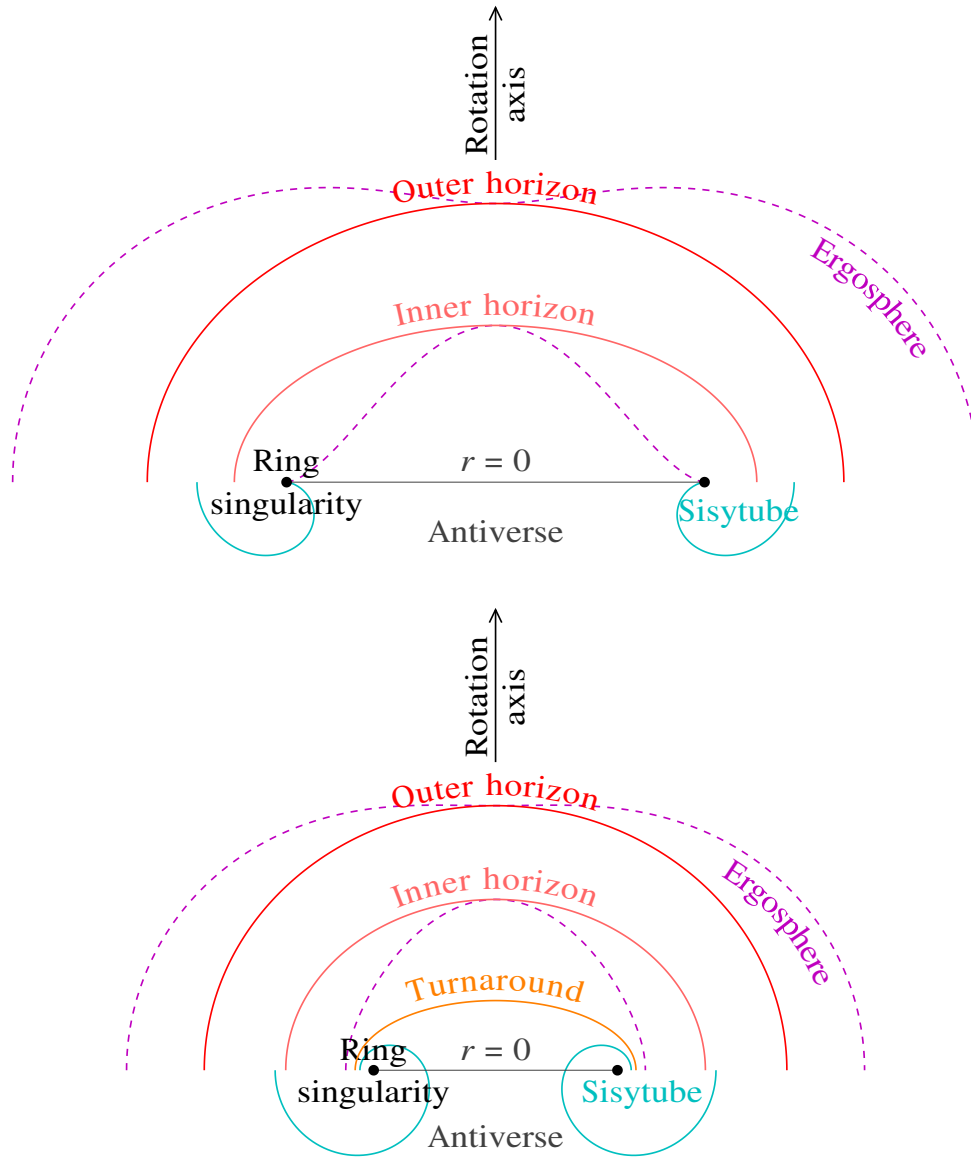 Rotation
axis
Outer horizon
Ergosphere
Inner horizon
Ring
r = 0
singularity
Sisytube
Antiverse
Rotation
axis
Outer horizon
Ergosphere
Inner horizon
Turnaround
Ring
r = 0
singularity
Sisytube
Antiverse